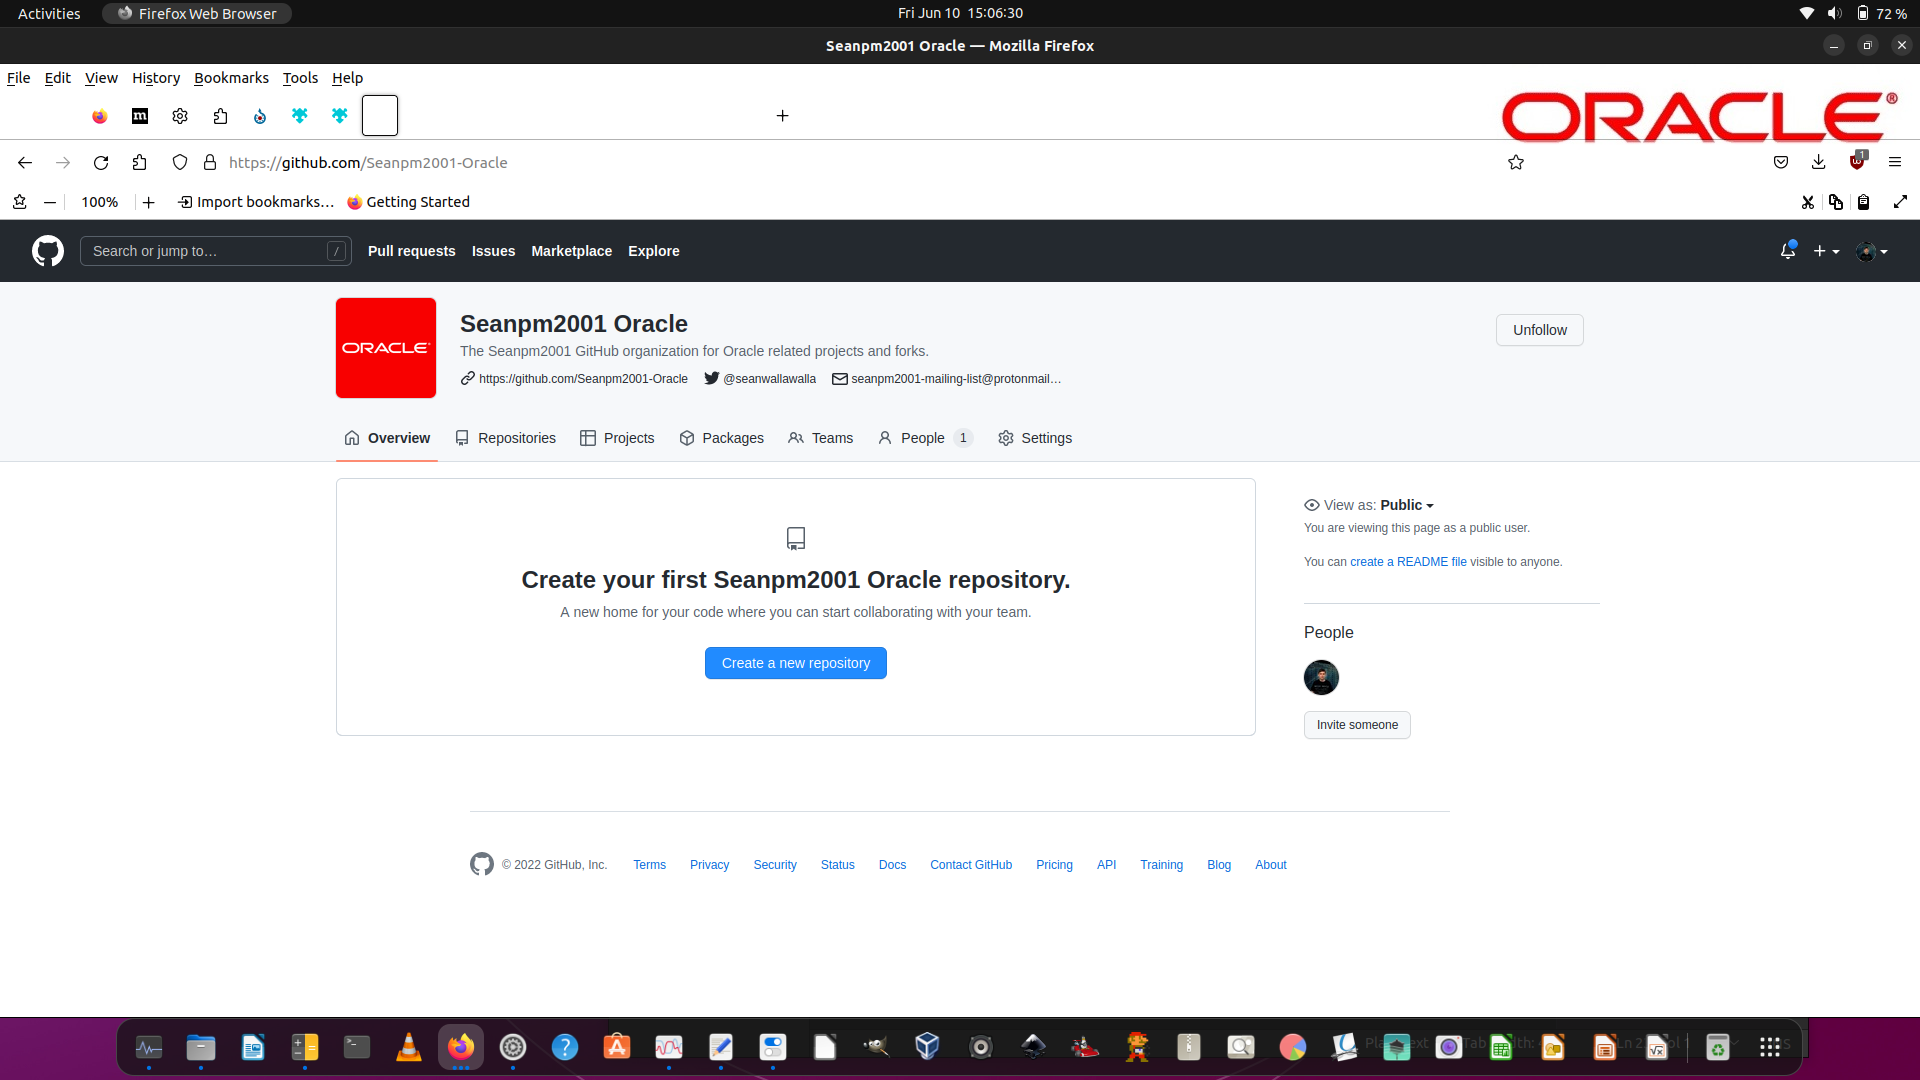 Activities Firefox Web Browser Fri Jun 10 15:06:30 72 %
Seanpm2001 Oracle — Mozilla Firefox
File Edit View History Bookmarks Tools Help
m
ORACLE®
https://github.com/Seanpm2001-Oracle 1
100% Import bookmarks… Getting Started
Search or jump to… / Pull requests Issues Marketplace Explore
ORACLE
Seanpm2001 Oracle
Unfollow
The Seanpm2001 GitHub organization for Oracle related projects and forks.
https://github.com/Seanpm2001-Oracle @seanwallawalla seanpm2001-mailing-list@protonmail…
Overview Repositories Projects Packages Teams People 1 Settings
View as: Public
You are viewing this page as a public user.
You can create a README file visible to anyone.
Create your first Seanpm2001 Oracle repository.
A new home for your code where you can start collaborating with your team.
Create a new repository
People
Invite someone
© 2022 GitHub, Inc. Terms Privacy Security Status Docs Contact GitHub Pricing API Training Blog About